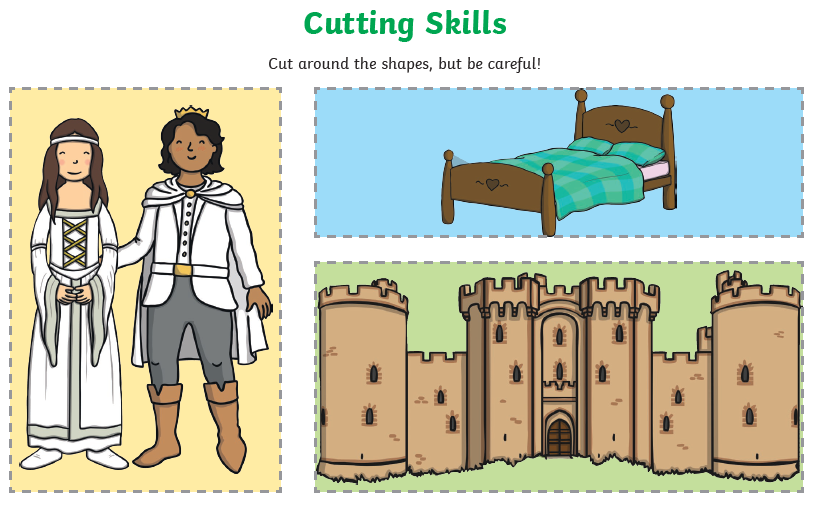 Cutting Skills
Cut around the shapes, but be careful!